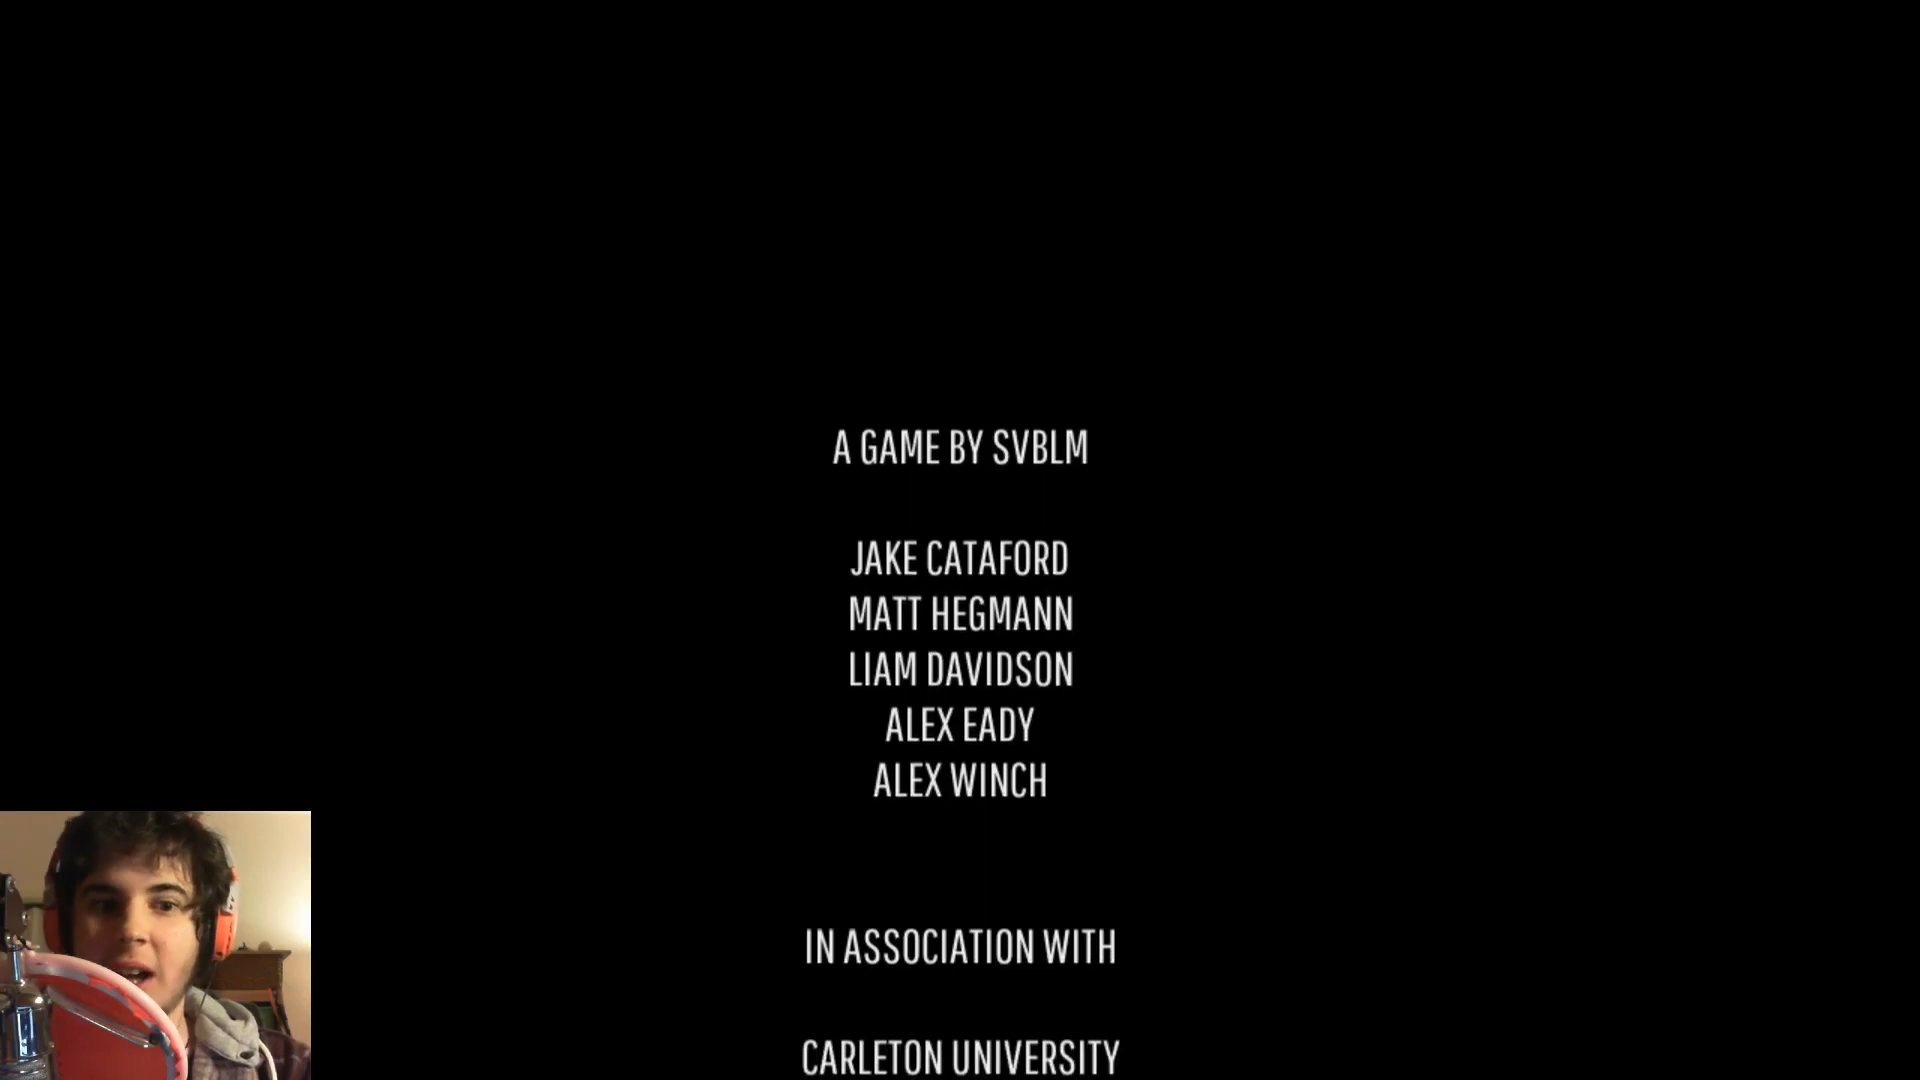 A GAME BY SVBLM
JAKE CATAFORD
MATT HEGMANN
LIAM DAVIDSON
ALEX EADY
ALEX WINCH
IN ASSOCIATION WITH
CARLETON UNIVERSITY